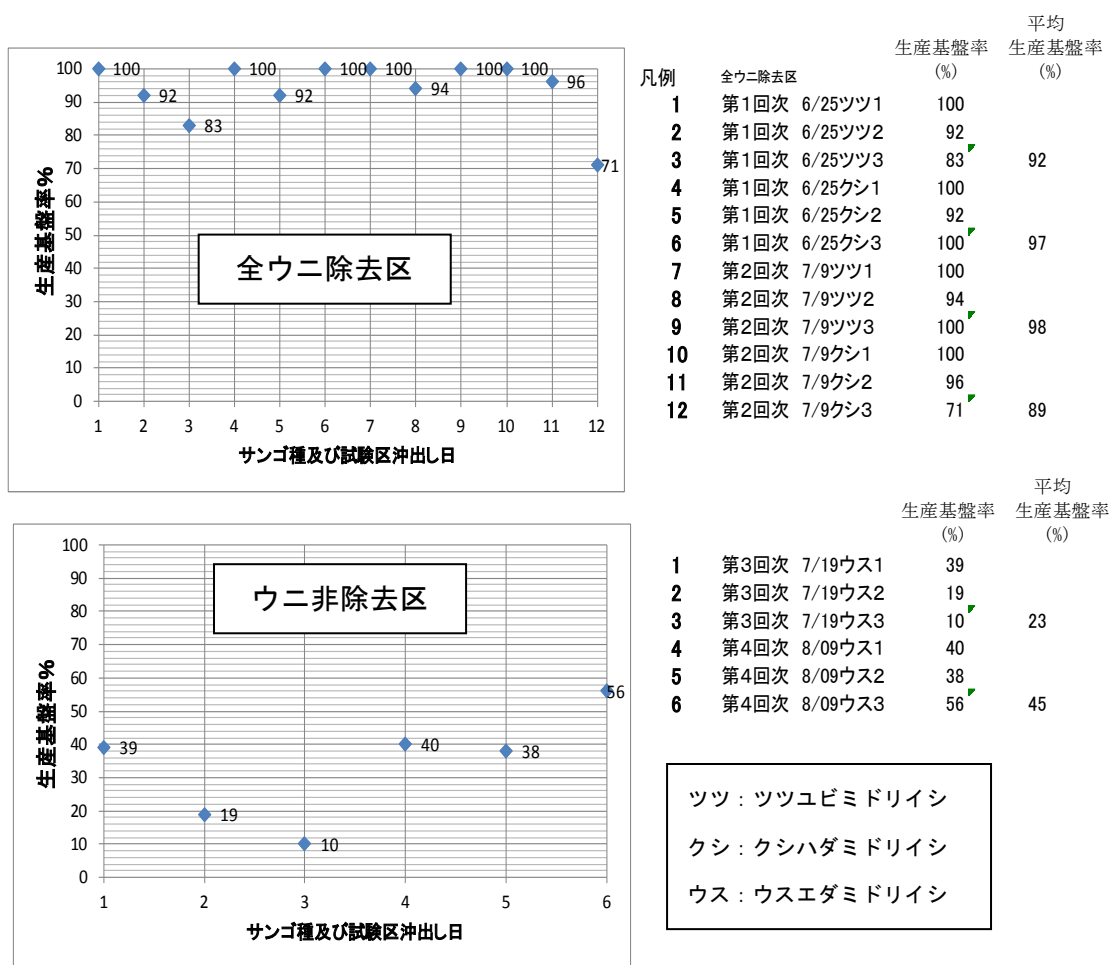 100
90
80
70
60
50
40
30
20
10
0
生産基盤率%
100
92
83
100
92
100
100
94
100
100
96
71
全ウニ除去区
1 2 3 4 5 6 7 8 9 10 11 12
サンゴ種及び試験区沖出し日
平均
生産基盤率 生産基盤率
(%) (%)
凡例 全ウニ除去区
1 第1回次 6/25ツツ1 100
2 第1回次 6/25ツツ2 92
3 第1回次 6/25ツツ3 83 92
4 第1回次 6/25クシ1 100
5 第1回次 6/25クシ2 92
6 第1回次 6/25クシ3 100 97
7 第2回次 7/9ツツ1 100
8 第2回次 7/9ツツ2 94
9 第2回次 7/9ツツ3 100 98
10 第2回次 7/9クシ1 100
11 第2回次 7/9クシ2 96
12 第2回次 7/9クシ3 71 89
100
90
80
70
60
50
40
30
20
10
0
生産基盤率%
ウニ非除去区
39
19
10
40
38
56
1 2 3 4 5 6
サンゴ種及び試験区沖出し日
平均
生産基盤率 生産基盤率
(%) (%)
1 第3回次 7/19ウス1 39
2 第3回次 7/19ウス2 19
3 第3回次 7/19ウス3 10 23
4 第4回次 8/09ウス1 40
5 第4回次 8/09ウス2 38
6 第4回次 8/09ウス3 56 45
ツツ：ツツユビミドリイシ
クシ：クシハダミドリイシ
ウス：ウスエダミドリイシ